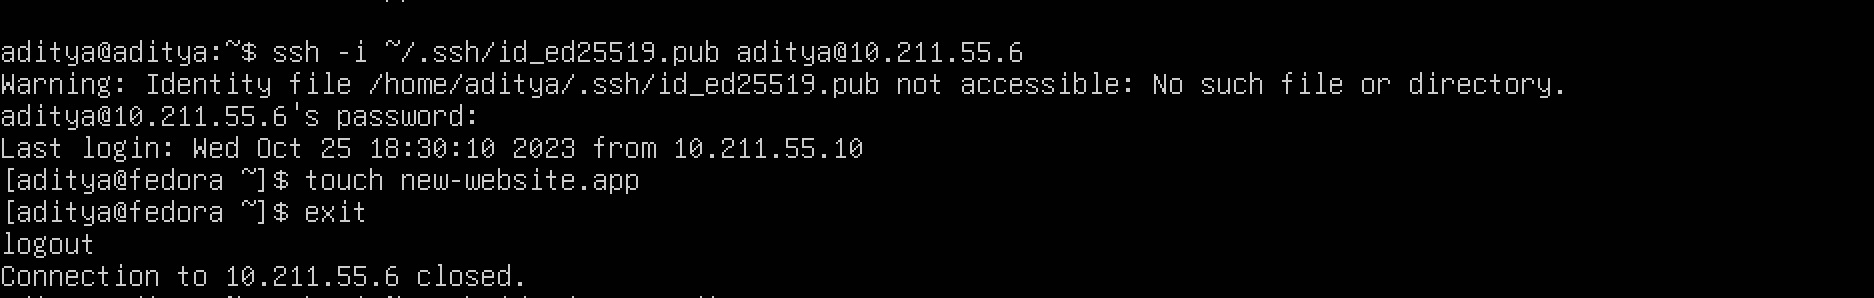 aditya@aditya:~$ ssh -i ~/.ssh/id_ed25519.pub aditya@10.211.55.6
Warning: Identity file /home/aditya/.ssh/id_ed25519.pub not accessible: No such file or directory.
aditya@10.211.55.6's password:
Last login: Wed Oct 25 18:30:10 2023 from 10.211.55.10
[aditya@fedora ~]$ touch new-website.app
[aditya@fedora ~]$ exit
logout
Connection to 10.211.55.6 closed.